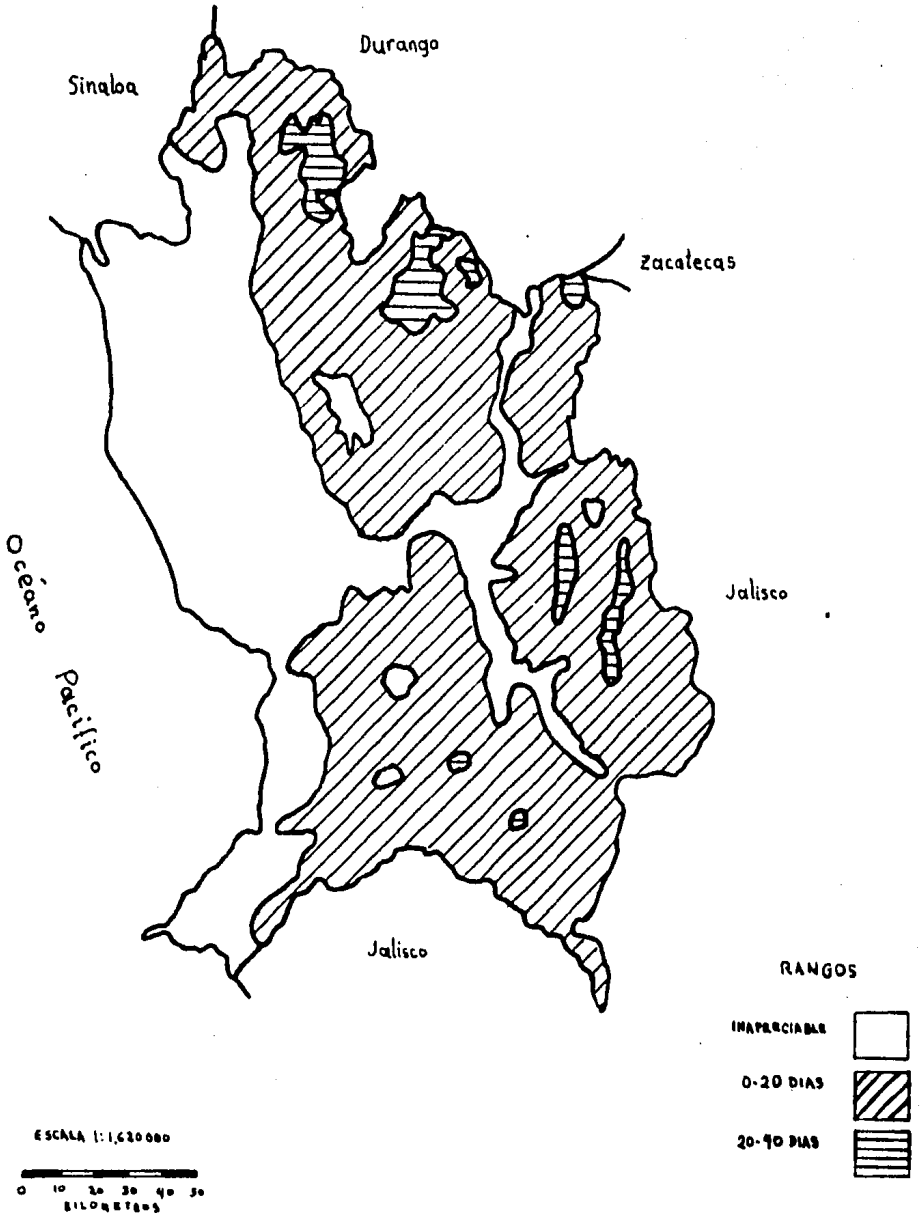 Durango
Sinaloa
Zacatecas
Océano
Pacifico
Jalisco
Jalisco
RANGOS
INAPRECIABLE
0-20 DIAS
20-40 DIAS
ESCALA 1:1,620000
0 10 20 30 40 50
KILOMETROS